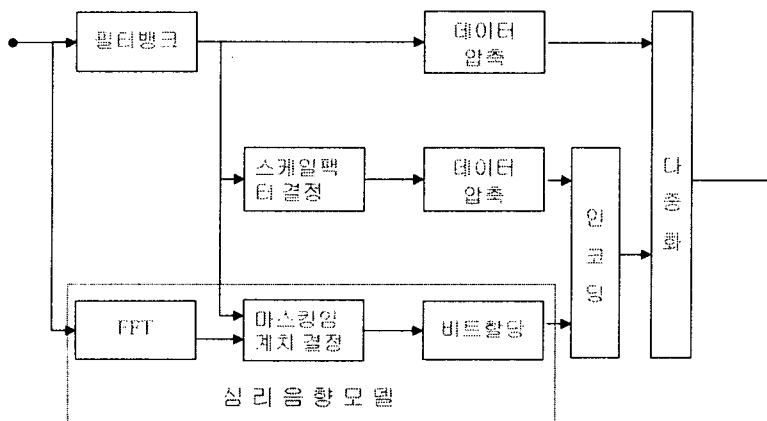 필터뱅크
데이터
압축
스케일팩
터 결정
데이터
압축
인코딩
다중화
FFT
마스킹임
계치 결정
비트할당
심리음향모델